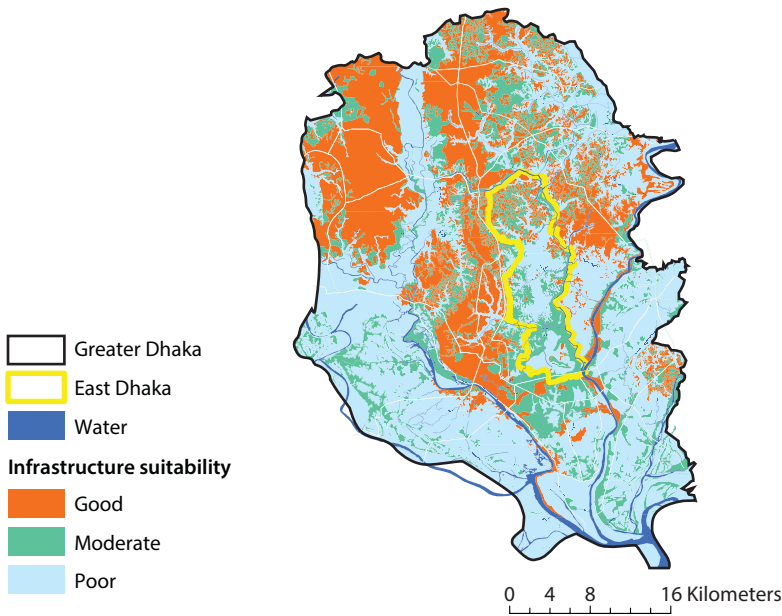 Greater Dhaka
East Dhaka
Water
Infrastructure suitability
Good
Moderate
Poor
0 4 8 16 Kilometers